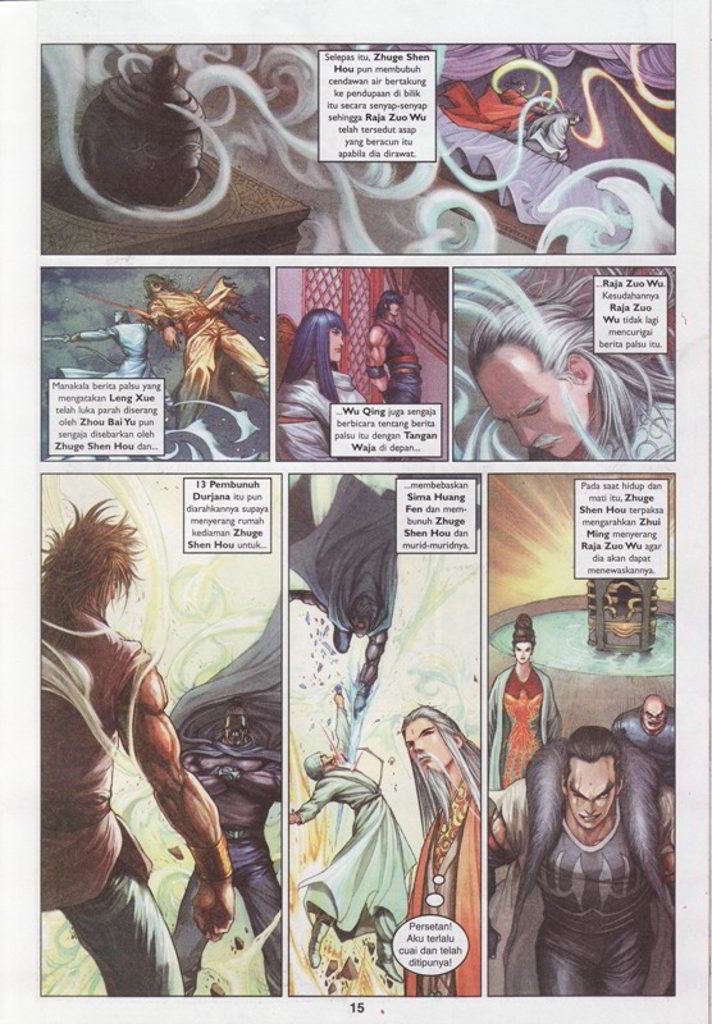 Selepas itu, Zhuge Shen
Hou pun membubuh
cendawan air bertakung
ke pendupaan di bilik
itu secara senyap-senyap
sehingga Raja Zuo Wu
telah tersedut asap
yang beracun itu
apabila dia dirawat.
Manakala berita palsu yang
mengatakan Leng Xue
telah luka parah diserang
oleh Zhou Bai Yu pun
sengaja disebarkan oleh
Zhuge Shen Hou dan...
...Wu Qing juga sengaja
berbicara tentang berita
palsu itu dengan Tangan
Waja di depan...
...Raja Zuo Wu.
Kesudahannya
Raja Zuo
Wu tidak lagi
mencurigai
berita palsu itu.
13 Pembunuh
Durjana itu pun
diarahkannya supaya
menyerang rumah
kediaman Zhuge
Shen Hou untuk...
...membebaskan
Sima Huang
Fen dan mem-
bunuh Zhuge
Shen Hou dan
murid-muridnya.
Persetan!
Aku terlalu
cuai dan telah
ditipunya!
Pada saat hidup dan
mati itu, Zhuge
Shen Hou terpaksa
mengarahkan Zhui
Ming menyerang
Raja Zuo Wu agar
dia akan dapat
menewaskannya.
15